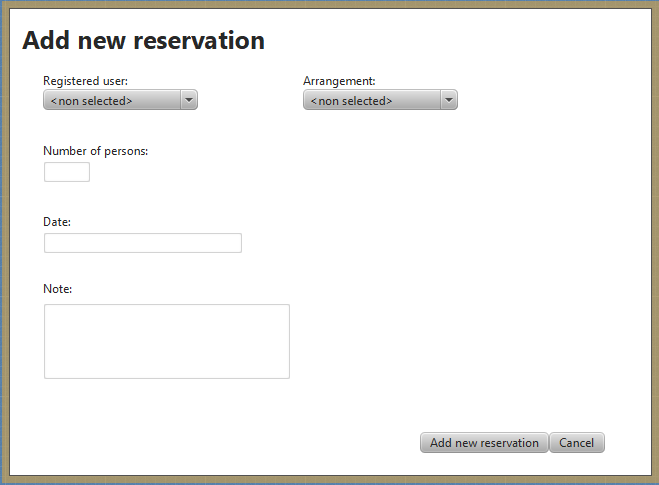 Add new reservation
Registered user:
Arrangement:
<non selected>
<non selected>
Number of persons:
Date:
Note:
Add new reservation
Cancel